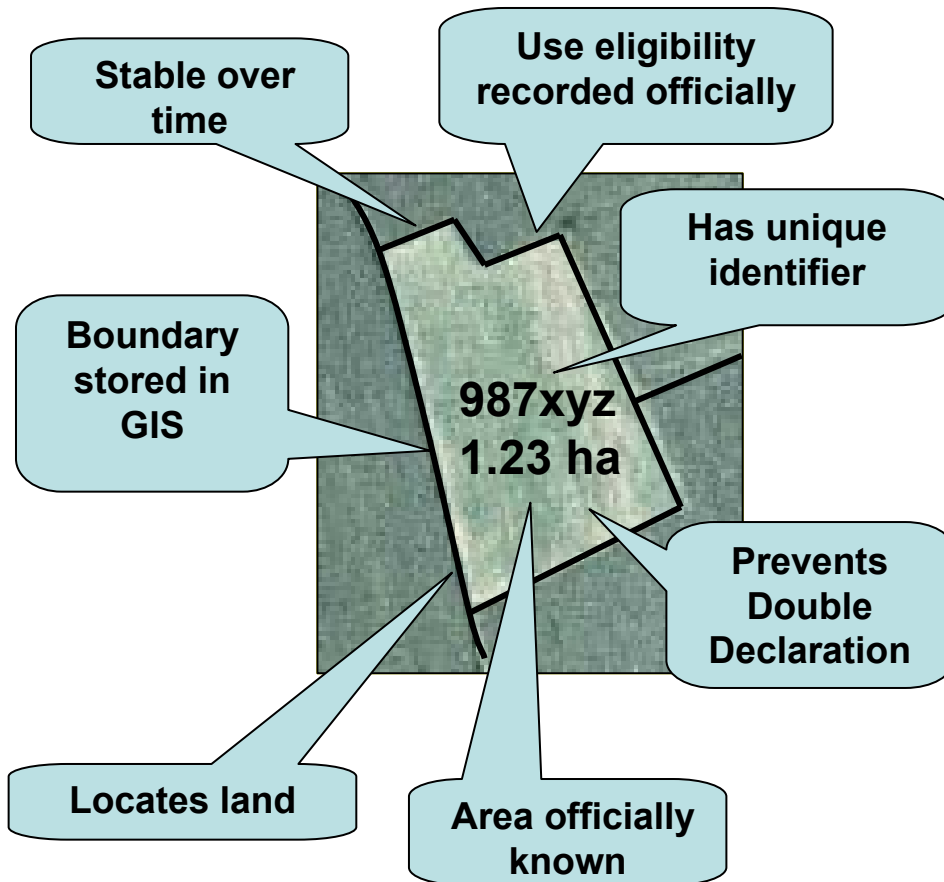 Stable over
time
Use eligibility
recorded officially
Has unique
identifier
Boundary
stored in
GIS
987xyz
1.23 ha
Prevents
Double
Declaration
Locates land
Area officially
known